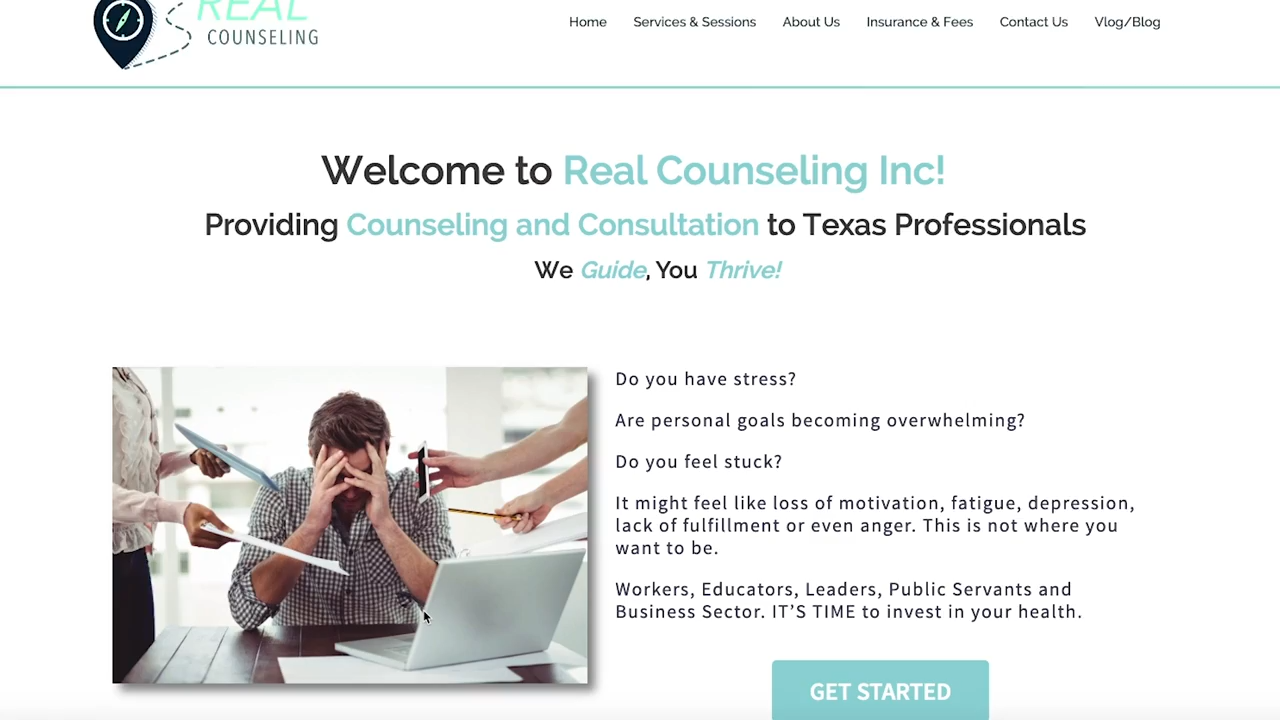 REAL
COUNSELING
Home Services & Sessions About Us Insurance & Fees Contact Us Vlog/Blog
Welcome to Real Counseling Inc!
Providing Counseling and Consultation to Texas Professionals
We Guide, You Thrive!
Do you have stress?
Are personal goals becoming overwhelming?
Do you feel stuck?
It might feel like loss of motivation, fatigue, depression,
lack of fulfillment or even anger. This is not where you
want to be.
Workers, Educators, Leaders, Public Servants and
Business Sector. IT’S TIME to invest in your health.
GET STARTED